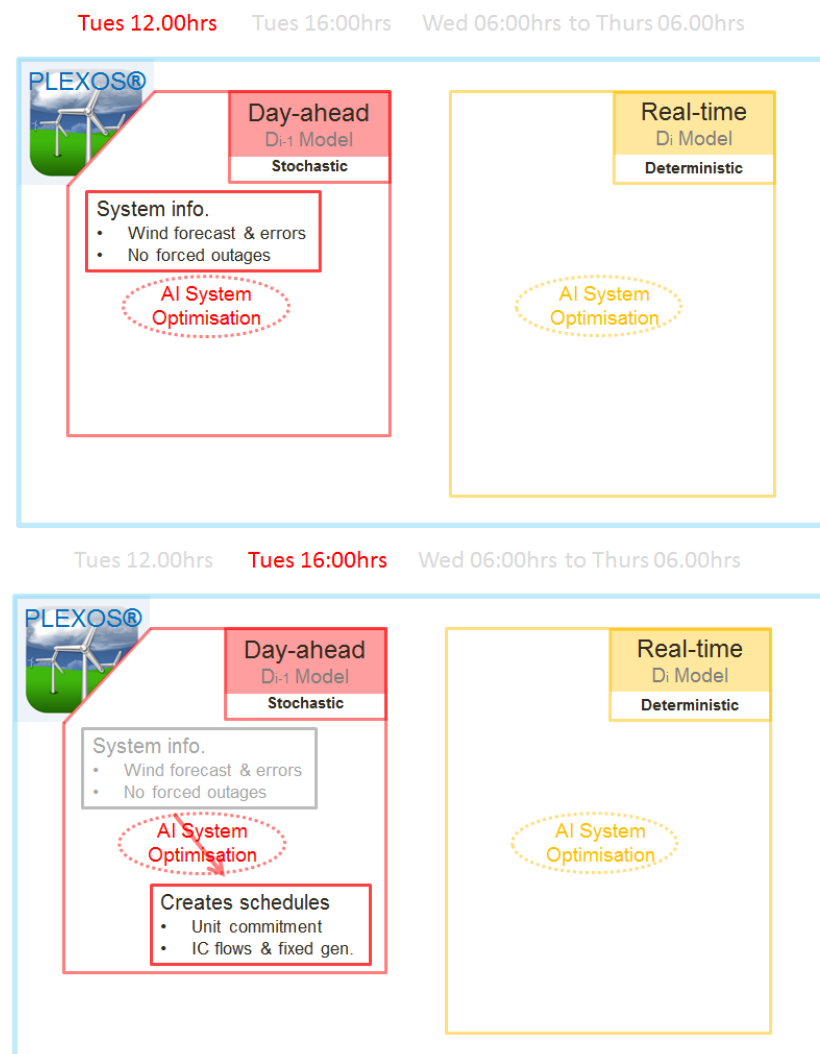 Tues 12.00hrs Tues 16:00hrs Wed 06:00hrs to Thurs 06.00hrs
PLEXOS®
Day-ahead
Di-1 Model
Stochastic
System info.
• Wind forecast & errors
• No forced outages
AI System
Optimisation
Real-time
Di Model
Deterministic
AI System
Optimisation
Tues 12.00hrs Tues 16:00hrs Wed 06:00hrs to Thurs 06.00hrs
PLEXOS®
Day-ahead
Di-1 Model
Stochastic
System info.
• Wind forecast & errors
• No forced outages
AI System
Optimisation
Creates schedules
• Unit commitment
• IC flows & fixed gen.
Real-time
Di Model
Deterministic
AI System
Optimisation